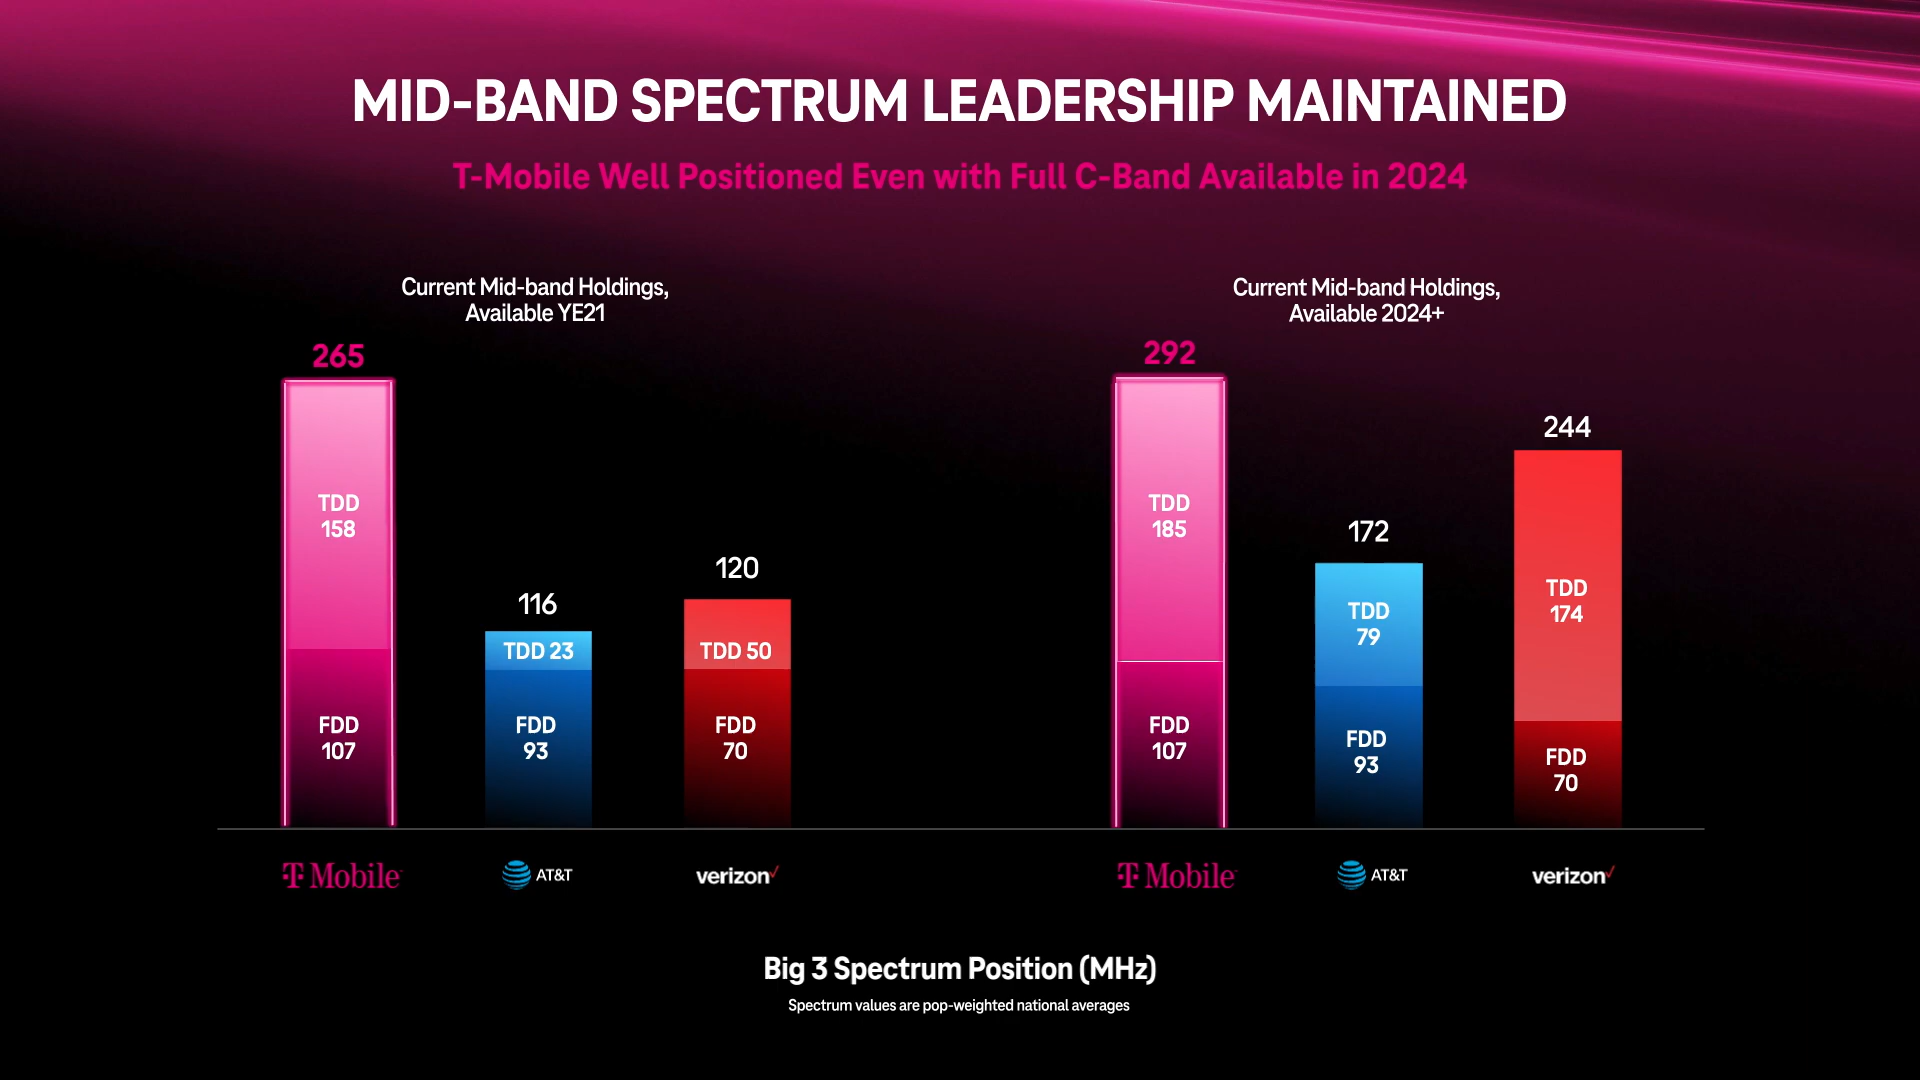 MID-BAND SPECTRUM LEADERSHIP MAINTAINED
T-Mobile Well Positioned Even with Full C-Band Available in 2024
Current Mid-band Holdings,
Available YE21
265
TDD
158
FDD
107
116
TDD 23
FDD
93
120
TDD 50
FDD
70
T Mobile
AT&T
verizon
Current Mid-band Holdings,
Available 2024+
292
TDD
185
FDD
107
172
TDD
79
FDD
93
244
TDD
174
FDD
70
T Mobile
AT&T
verizon
Big 3 Spectrum Position (MHz)
Spectrum values are pop-weighted national averages